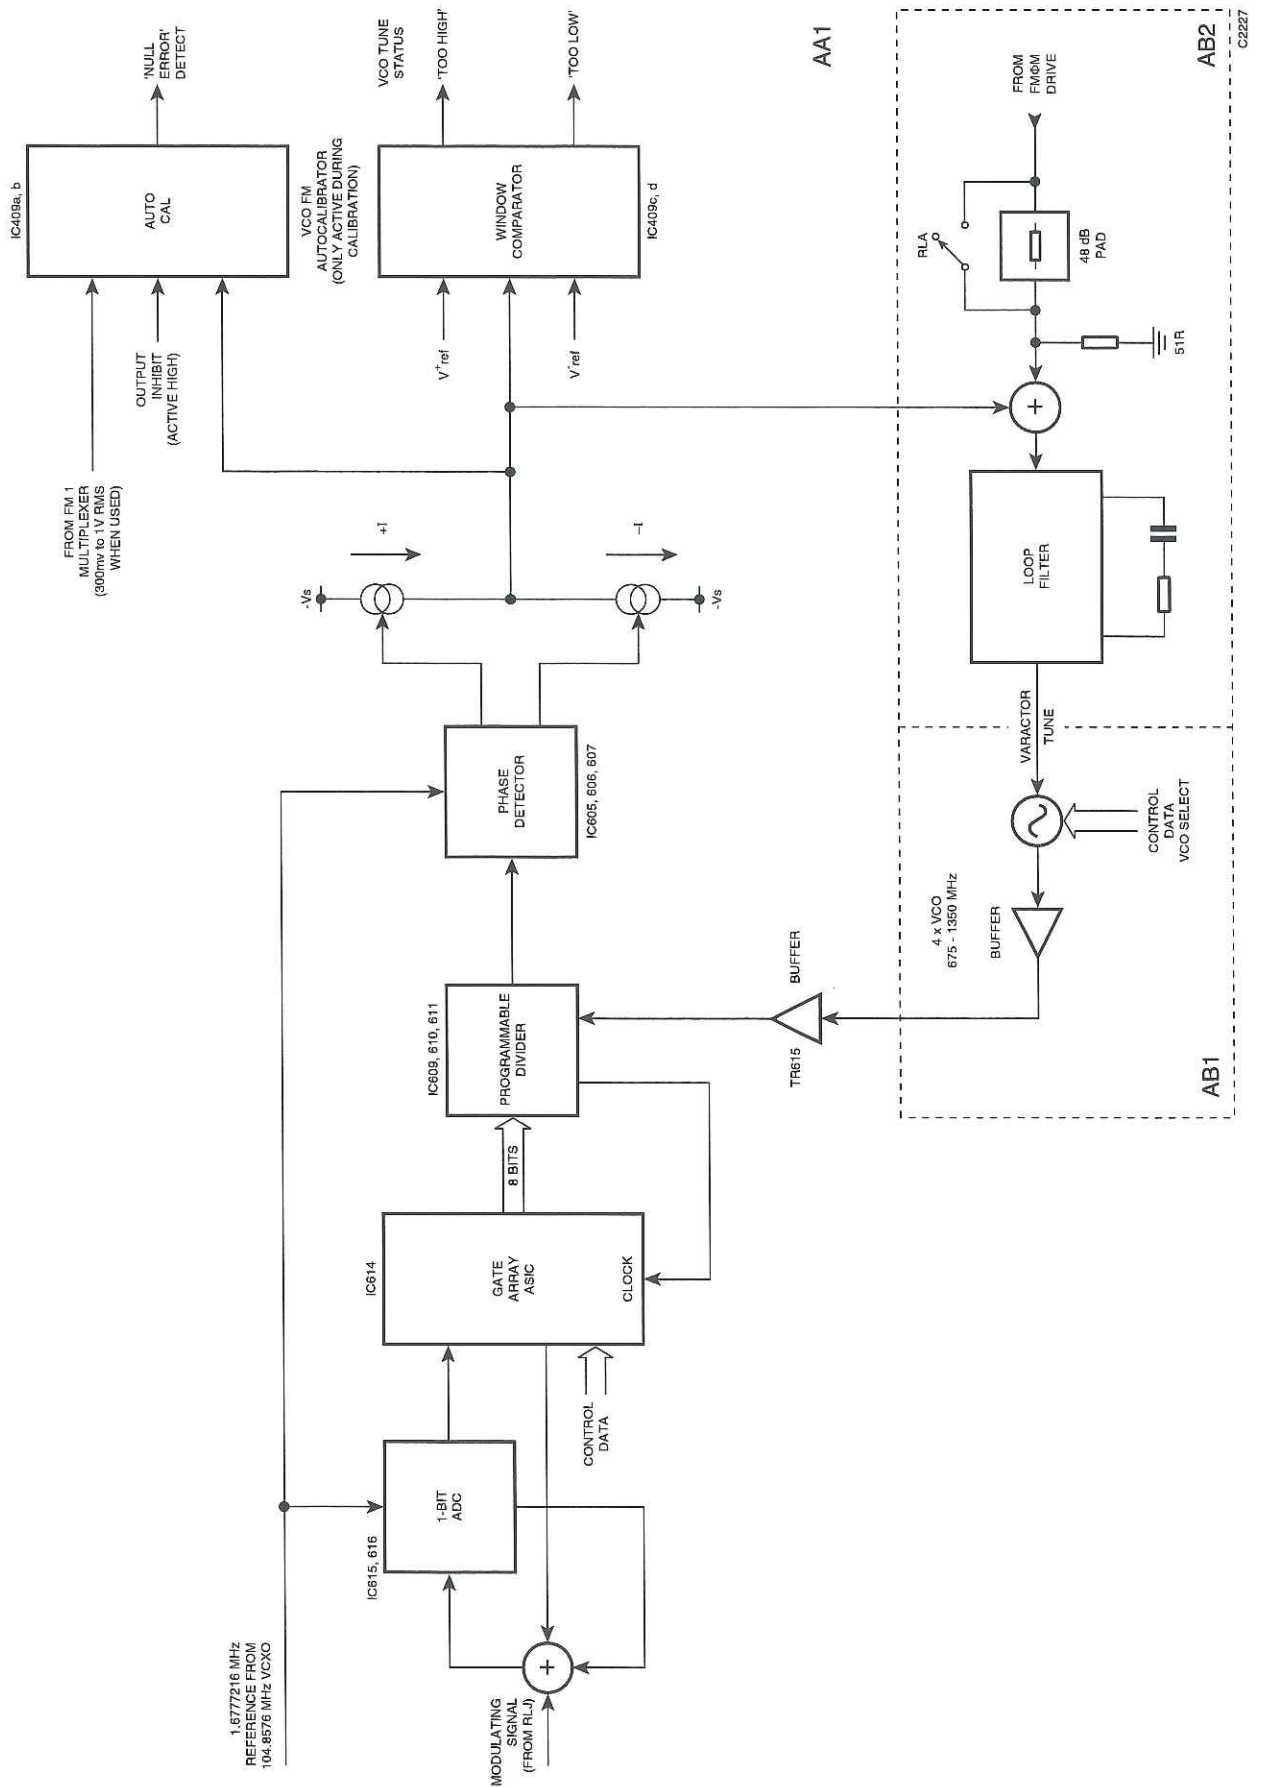 1.6777216 MHz
REFERENCE FROM
104.8576 MHz VCXO
MODULATING
SIGNAL
(FROM RLJ)
+
IC615, 616
1-BIT
ADC
CONTROL
DATA
IC614
GATE
ARRAY
ASIC
CLOCK
8 BITS
IC609, 610, 611
PROGRAMMABLE
DIVIDER
TR615
BUFFER
PHASE
DETECTOR
IC605, 606, 607
-Vs
+I
-I
-Vs
FROM FM 1
MULTIPLEXER
(300mv to 1V RMS
WHEN USED)
OUTPUT
INHIBIT
(ACTIVE HIGH)
IC409a, b
AUTO
CAL
'NULL
ERROR'
DETECT
VCO FM
AUTOCALIBRATOR
(ONLY ACTIVE DURING
CALIBRATION)
V+ref
V-ref
WINDOW
COMPARATOR
IC409c, d
VCO TUNE
STATUS
'TOO HIGH'
'TOO LOW'
AA1
AB1
4 x VCO
675 - 1350 MHz
BUFFER
CONTROL
DATA
VCO SELECT
VARACTOR
TUNE
LOOP
FILTER
+
51R
RLA
48 dB
PAD
FROM
FMΦM
DRIVE
AB2
C2227